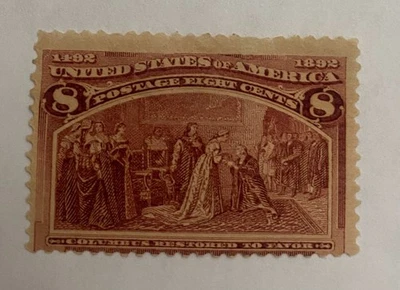 1492 1892
UNITED STATES OF AMERICA
8 POSTAGE EIGHT CENTS 8
COLUMBUS RESTORED TO FAVOR